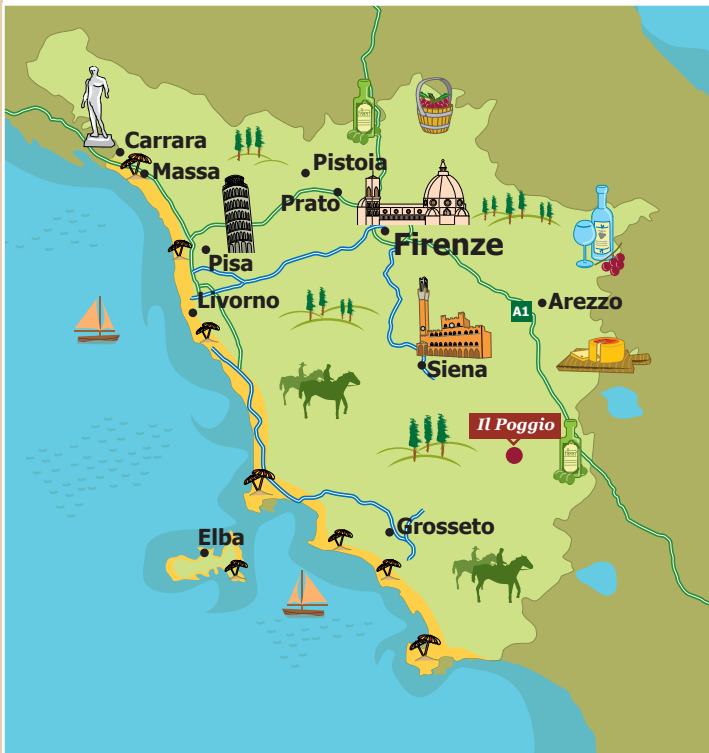 Carrara
Massa
Pistoia
Prato
Firenze
Pisa
Livorno
A1
Arezzo
Siena
Il Poggio
Grosseto
Elba